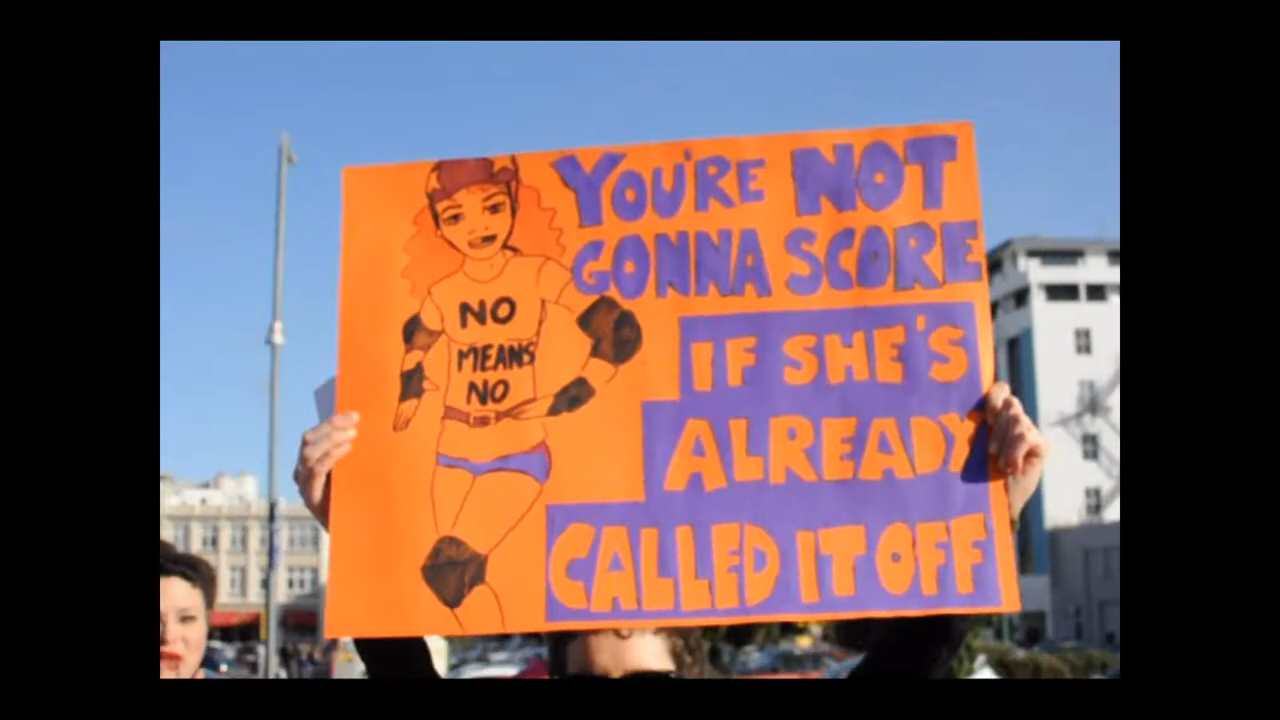 NO
MEANS
NO
YOU'RE NOT
GONNA SCORE
IF SHE'S
ALREADY
CALLED IT OFF